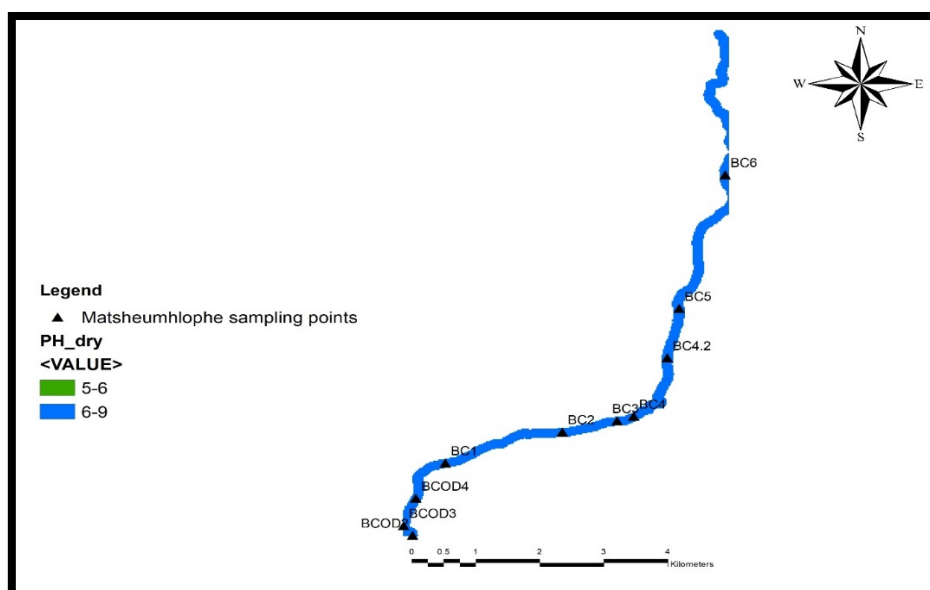 N
W E
S
BC6
Legend
Matsheumhlophe sampling points
PH_dry
<VALUE>
5-6
6-9
BC5
BC4.2
BC3
BC4
BC2
BC1
BCOD4
BCOD3
0 0.5 1 2 3 4
Kilometers